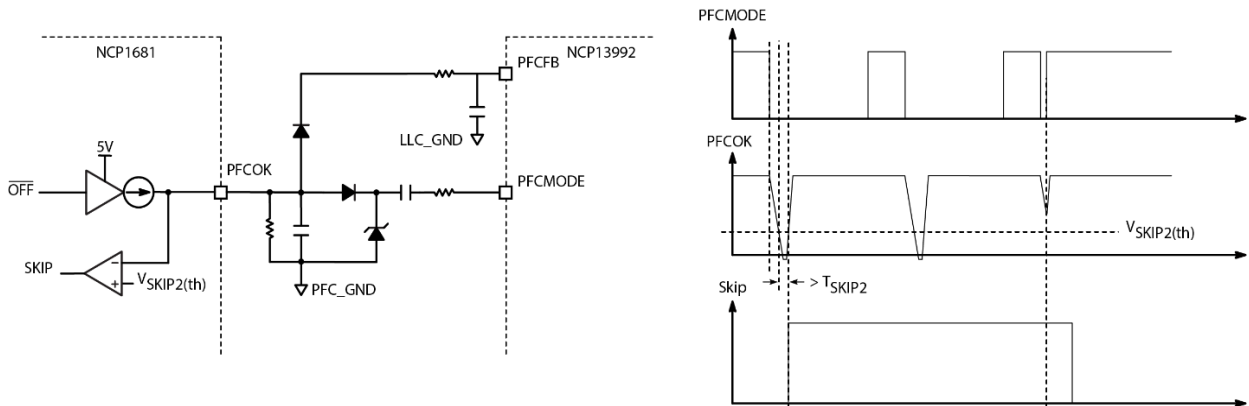 NCP1681
NCP13992
PFCFB
LLC_GND
5V
PFCOK
PFCMODE
OFF
SKIP
−
+
VSKIP2(th)
PFC_GND
PFCMODE
PFCOK
VSKIP2(th)
> TSKIP2
Skip